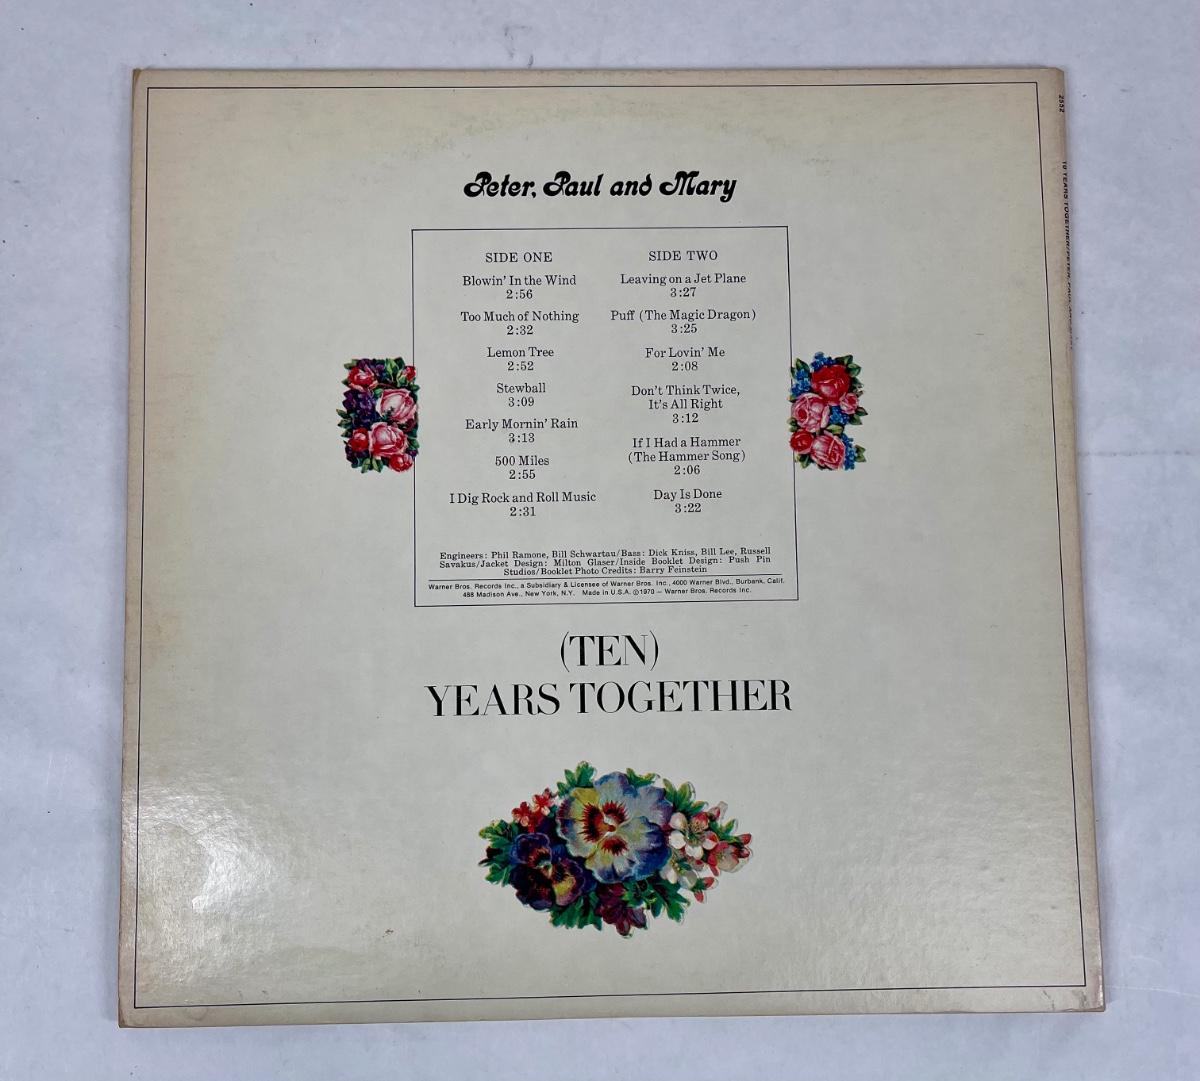 Peter, Paul and Mary
SIDE ONE
Blowin' In the Wind
2:56
Too Much of Nothing
2:32
Lemon Tree
2:52
Stewball
3:09
Early Mornin' Rain
3:13
500 Miles
2:55
I Dig Rock and Roll Music
2:31
SIDE TWO
Leaving on a Jet Plane
3:27
Puff (The Magic Dragon)
3:25
For Lovin' Me
2:08
Don't Think Twice,
It's All Right
3:12
If I Had a Hammer
(The Hammer Song)
2:06
Day Is Done
3:22
Engineers: Phil Ramone, Bill Schwartau/Bass: Dick Kniss, Bill Lee, Russell
Savakus/Jacket Design: Milton Glaser/Inside Booklet Design: Push Pin
Studios/Booklet Photo Credits: Barry Feinstein
Warner Bros. Records Inc., a Subsidiary & Licensee of Warner Bros. Inc., 4000 Warner Blvd., Burbank, Calif.
488 Madison Ave., New York, N.Y. Made in U.S.A. ©1970 — Warner Bros. Records Inc.
(TEN)
YEARS TOGETHER
2552
10 YEARS TOGETHER/PETER, PAUL